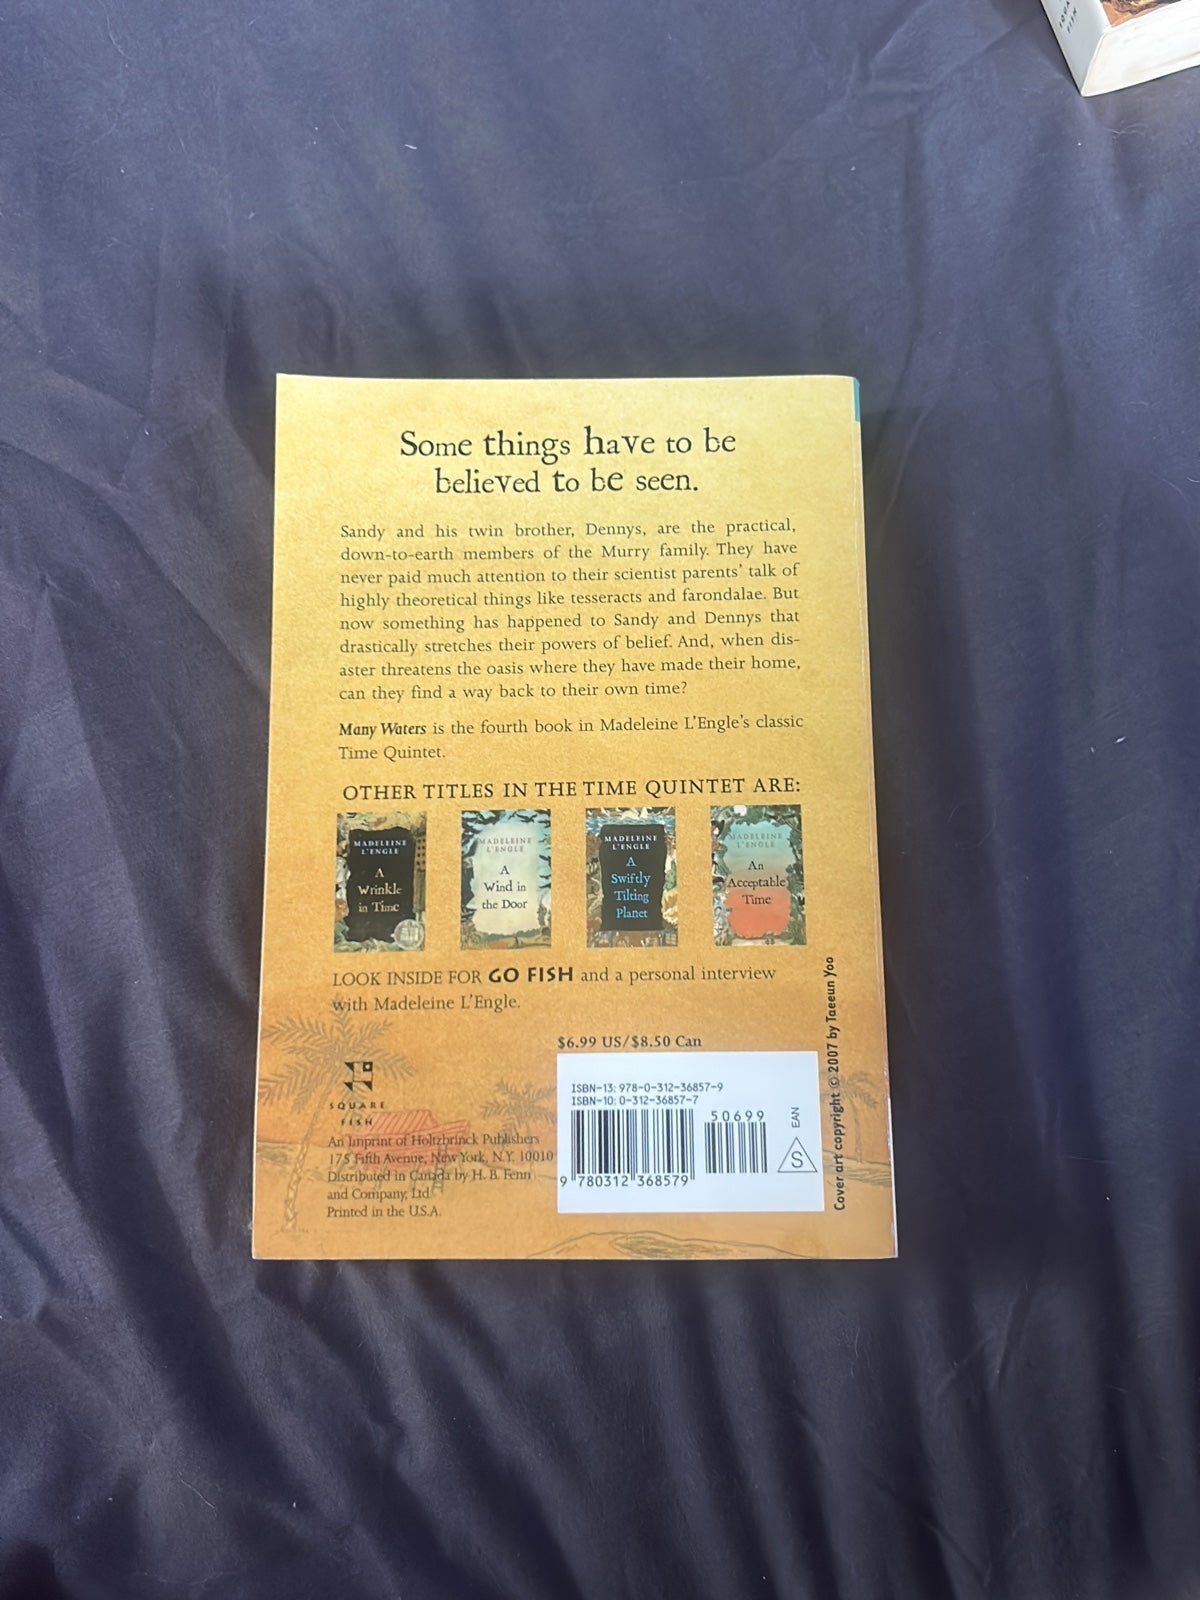 Some things have to be
believed to be seen.
Sandy and his twin brother, Dennys, are the practical,
down-to-earth members of the Murry family. They have
never paid much attention to their scientist parents' talk of
highly theoretical things like tesseracts and farondalae. But
now something has happened to Sandy and Dennys that
drastically stretches their powers of belief. And, when dis-
aster threatens the oasis where they have made their home,
can they find a way back to their own time?
Many Waters is the fourth book in Madeleine L'Engle's classic
Time Quintet.
OTHER TITLES IN THE TIME QUINTET ARE:
MADELEINE
L'ENGLE
A
Wrinkle
in Time
MADELEINE
L'ENGLE
A
Wind in
the Door
MADELEINE
L'ENGLE
A
Swiftly
Tilting
Planet
MADELEINE
L'ENGLE
An
Acceptable
Time
LOOK INSIDE FOR GO FISH and a personal interview
with Madeleine L'Engle.
SQUARE
FISH
An Imprint of Holtzbrinck Publishers
175 Fifth Avenue, New York, N.Y. 10010
Distributed in Canada by H. B. Fenn
and Company, Ltd.
Printed in the U.S.A.
$6.99 US/$8.50 Can
ISBN-13: 978-0-312-36857-9
ISBN-10: 0-312-36857-7
50699
9 780312 368579
EAN
S
Cover art copyright © 2007 by Taeeun Yoo
FISH